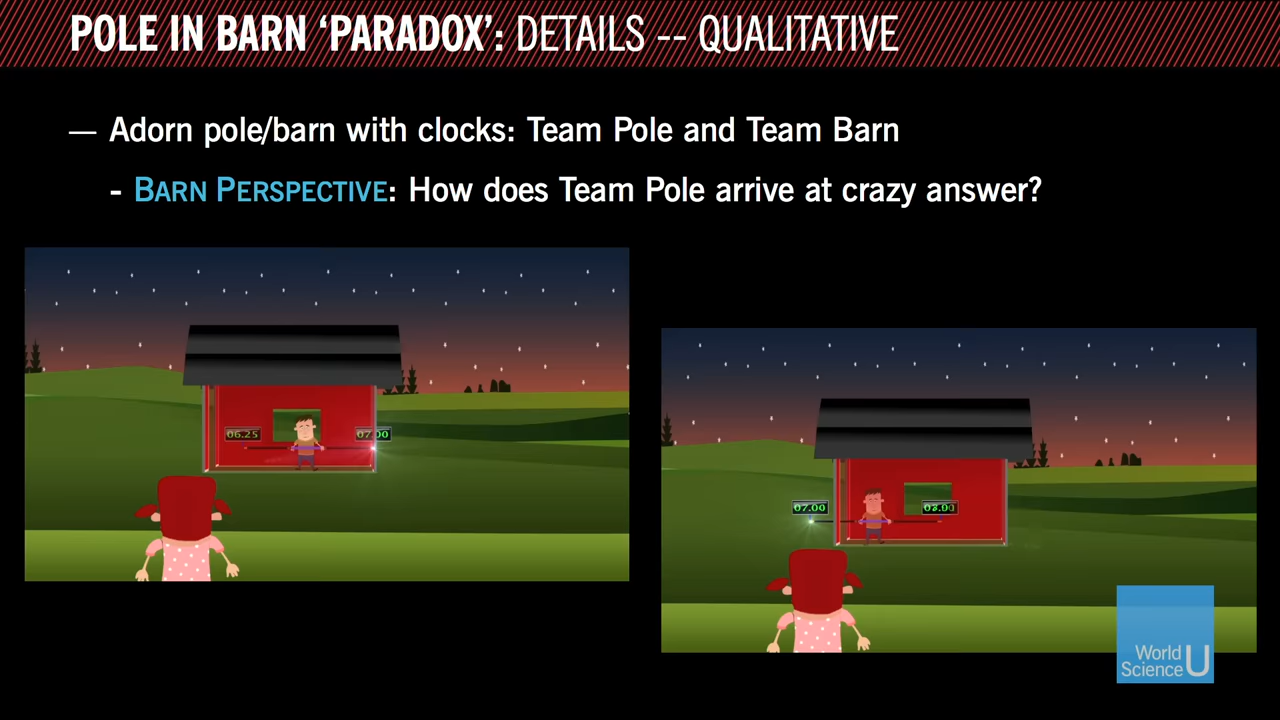 POLE IN BARN ‘PARADOX’: DETAILS -- QUALITATIVE
— Adorn pole/barn with clocks: Team Pole and Team Barn
- BARN PERSPECTIVE: How does Team Pole arrive at crazy answer?
06.25
07.00
07.00
08.00
World
Science U